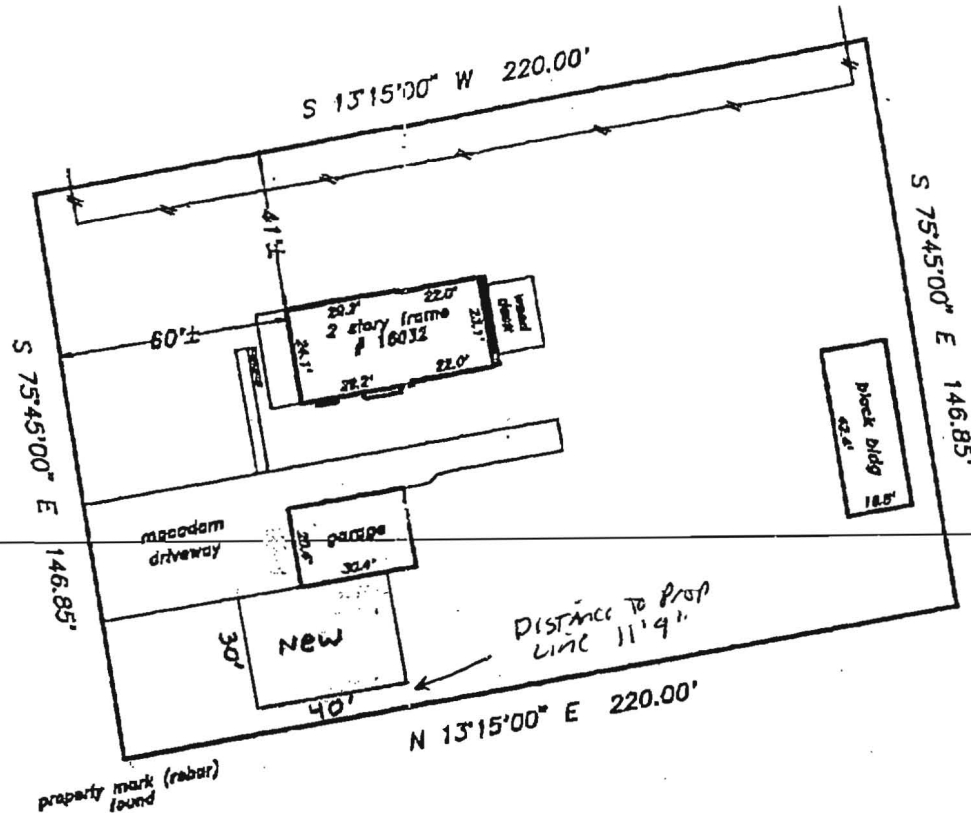 S 13°15'00" W 220.00'
41'±
60'±
29.2'
22.0'
2 story frame
# 16032
24.1'
23.1'
22.0'
wood
deck
S 75°45'00" E 146.85'
S 75°45'00" E 146.85'
block bldg
18.5'
macadam
driveway
garage
30.4'
NEW
30'
40'
DISTANCE TO PROP
LINE 11'9"
N 13°15'00" E 220.00'
property mark (rebar)
found